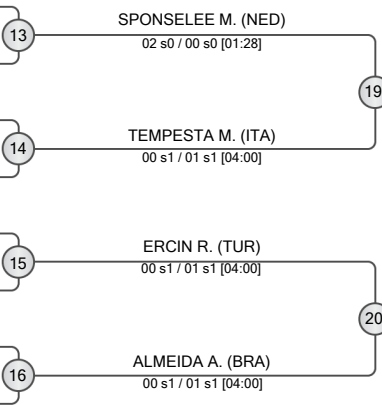 SPONSELEE M. (NED)
13
02 s0 / 00 s0 [01:28]
19
TEMPESTA M. (ITA)
14
00 s1 / 01 s1 [04:00]
ERCIN R. (TUR)
15
00 s1 / 01 s1 [04:00]
20
ALMEIDA A. (BRA)
16
00 s1 / 01 s1 [04:00]